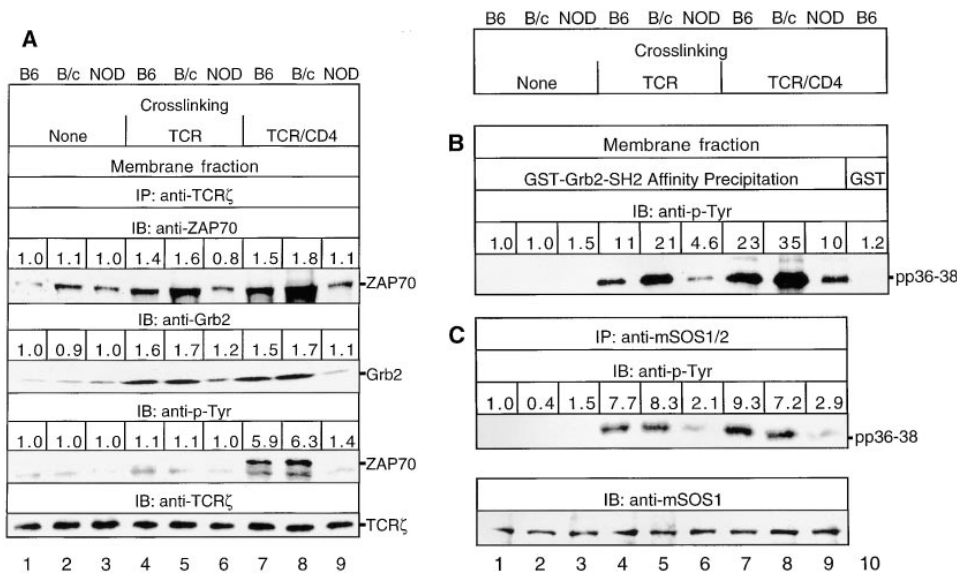 A
B6 B/c NOD B6 B/c NOD B6 B/c NOD
Crosslinking
None TCR TCR/CD4
Membrane fraction
IP: anti-TCRζ
IB: anti-ZAP70
1.0 1.1 1.0 1.4 1.6 0.8 1.5 1.8 1.1
ZAP70
IB: anti-Grb2
1.0 0.9 1.0 1.6 1.7 1.2 1.5 1.7 1.1
Grb2
IB: anti-p-Tyr
1.0 1.0 1.0 1.1 1.1 1.0 5.9 6.3 1.4
ZAP70
IB: anti-TCRζ
TCRζ
1 2 3 4 5 6 7 8 9
B6 B/c NOD B6 B/c NOD B6 B/c NOD B6
Crosslinking
None TCR TCR/CD4
B
Membrane fraction
GST-Grb2-SH2 Affinity Precipitation GST
IB: anti-p-Tyr
1.0 1.0 1.5 11 21 4.6 23 35 10 1.2
pp36-38
C
IP: anti-mSOS1/2
IB: anti-p-Tyr
1.0 0.4 1.5 7.7 8.3 2.1 9.3 7.2 2.9
pp36-38
IB: anti-mSOS1
1 2 3 4 5 6 7 8 9 10